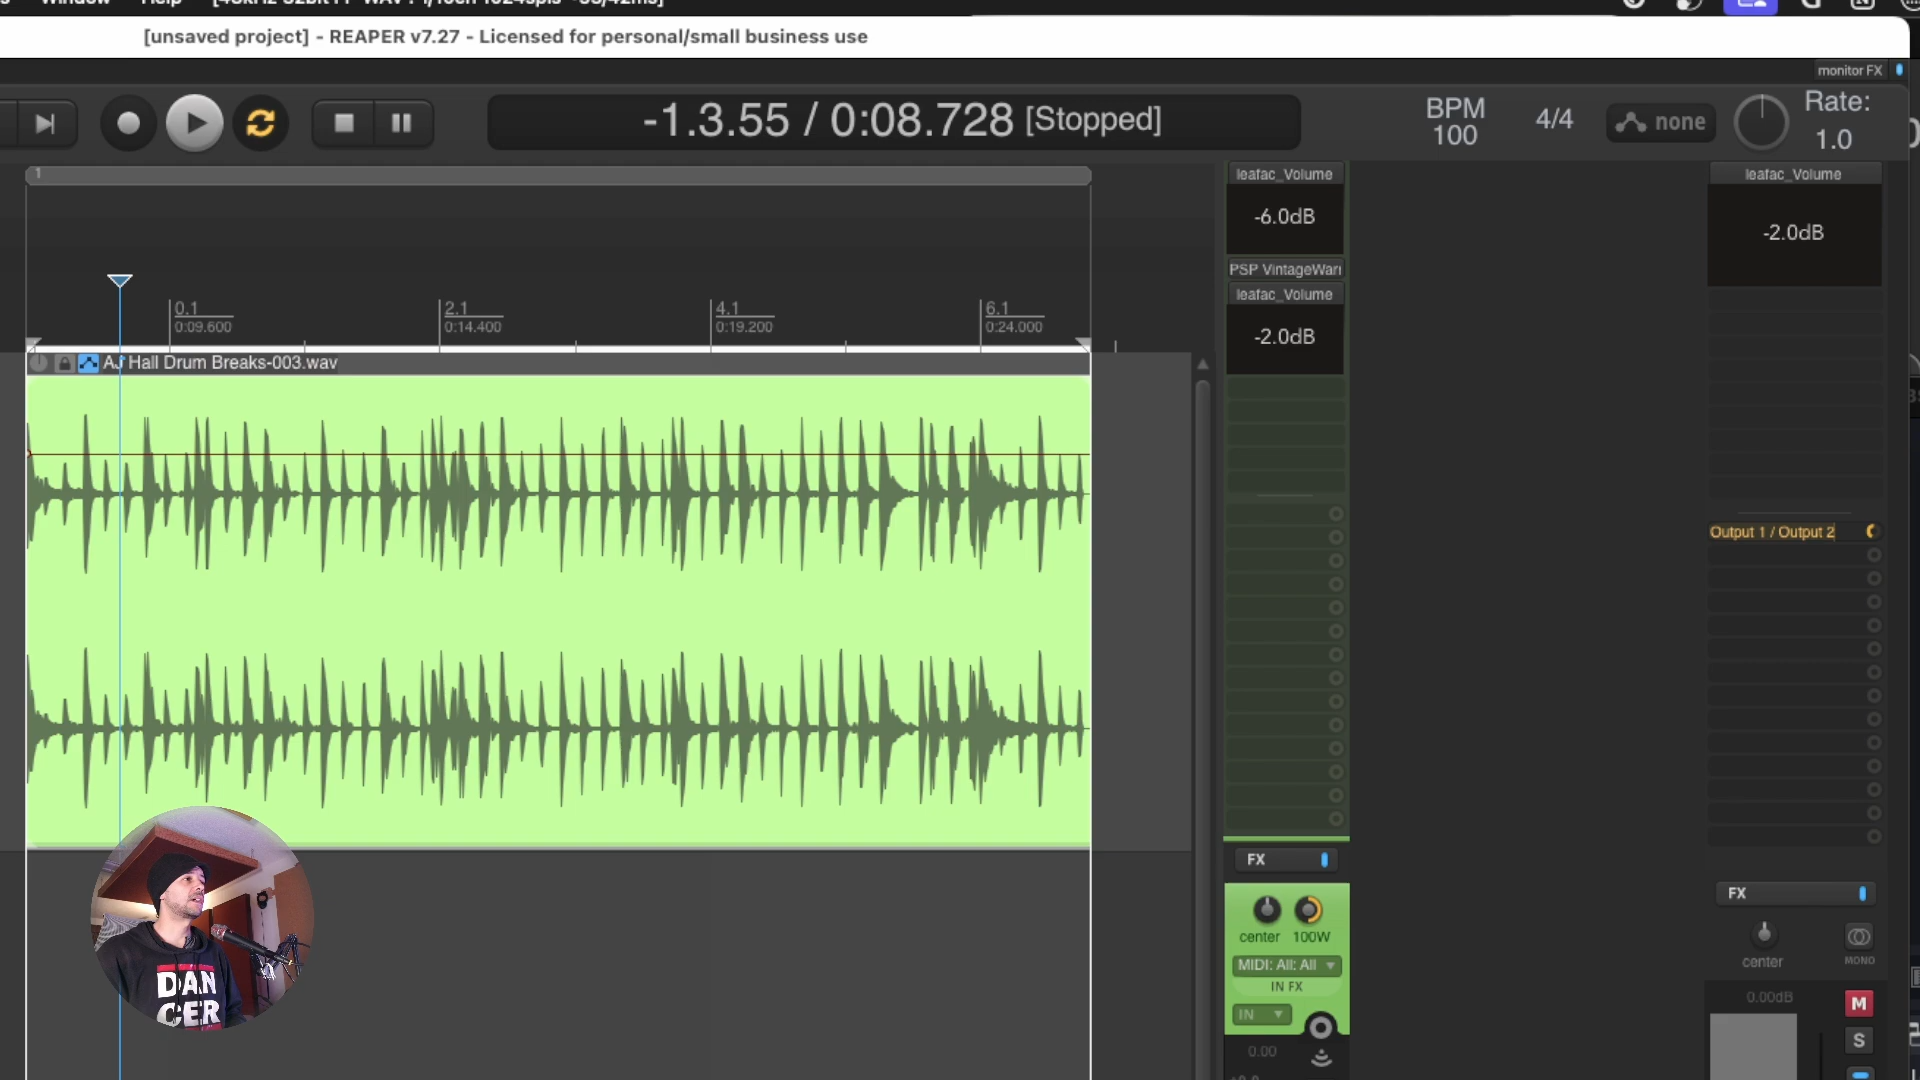 Window Help
[unsaved project] - REAPER v7.27 - Licensed for personal/small business use
monitor FX
-1.3.55 / 0:08.728 [Stopped]
BPM
100
4/4
none
Rate:
1.0
1
leafac_Volume
-6.0dB
PSP VintageWarı
leafac_Volume
-2.0dB
leafac_Volume
-2.0dB
0.1
0:09.600
2.1
0:14.400
4.1
0:19.200
6.1
0:24.000
AJ Hall Drum Breaks-003.wav
Output 1 / Output 2
FX
center
100W
MIDI: All: All
IN FX
IN
0.00
FX
center
MONO
0.00dB
M
S
DAN
CER